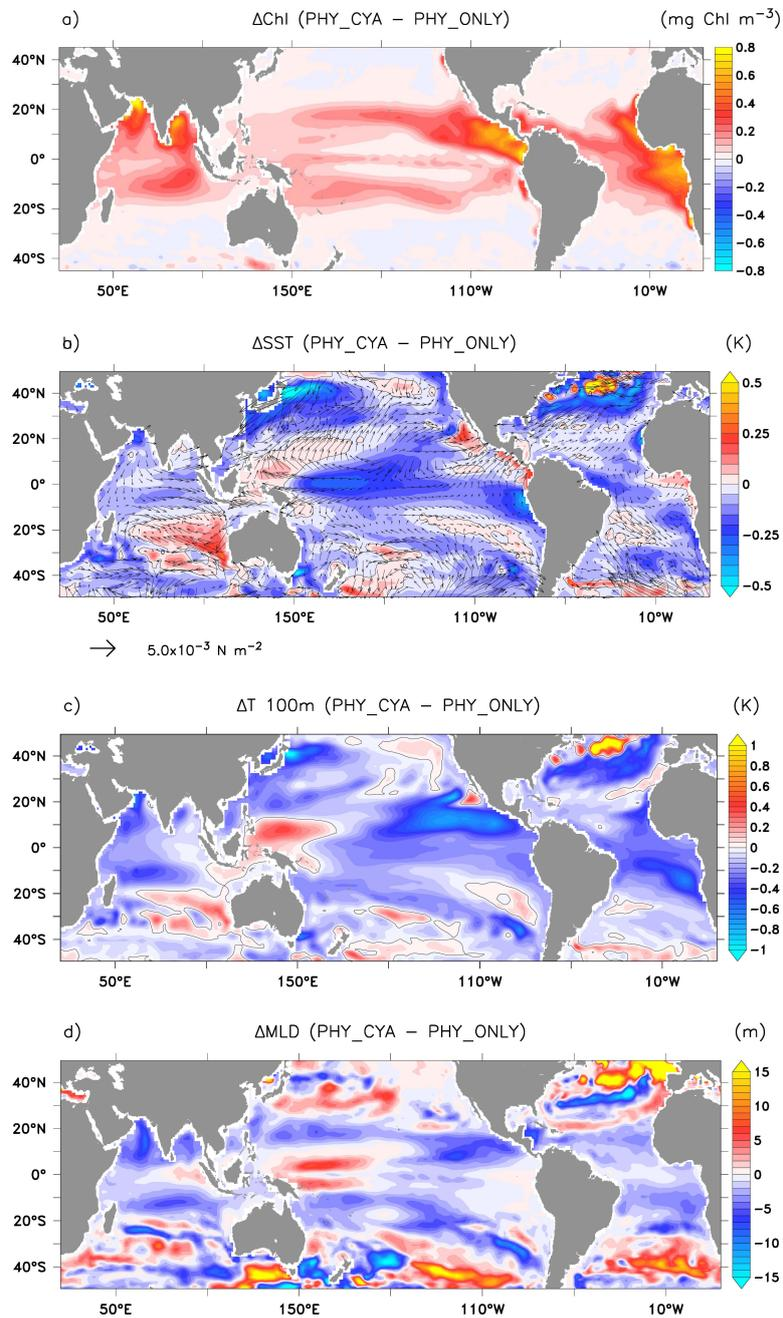 a) ΔChl (PHY_CYA − PHY_ONLY) (mg Chl m⁻³)
40°N
20°N
0°
20°S
40°S
50°E 150°E 110°W 10°W
0.8
0.6
0.4
0.2
0
−0.2
−0.4
−0.6
−0.8
b) ΔSST (PHY_CYA − PHY_ONLY) (K)
40°N
20°N
0°
20°S
40°S
50°E 150°E 110°W 10°W
0.5
0.25
0
−0.25
−0.5
5.0x10⁻³ N m⁻²
c) ΔT 100m (PHY_CYA − PHY_ONLY) (K)
40°N
20°N
0°
20°S
40°S
50°E 150°E 110°W 10°W
1
0.8
0.6
0.4
0.2
0
−0.2
−0.4
−0.6
−0.8
−1
d) ΔMLD (PHY_CYA − PHY_ONLY) (m)
40°N
20°N
0°
20°S
40°S
50°E 150°E 110°W 10°W
15
10
5
0
−5
−10
−15